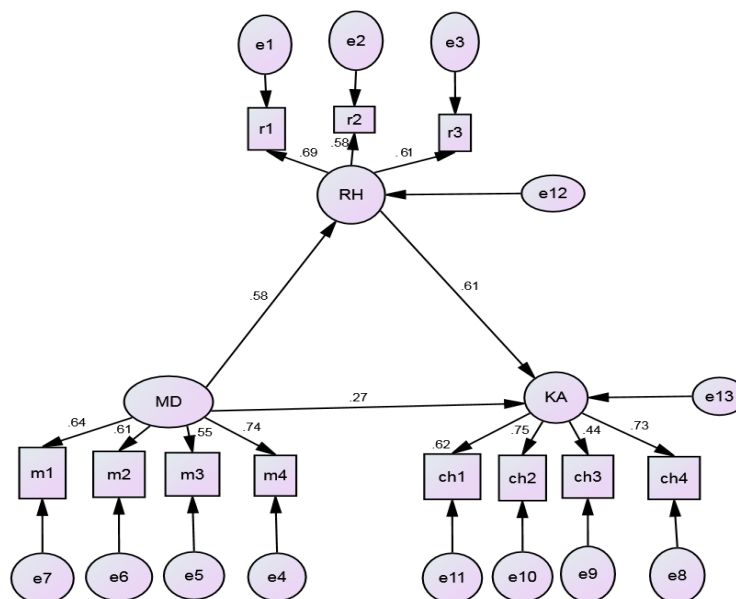 e1
e2
e3
r1
r2
r3
.69
.58
.61
RH
e12
.58
.61
MD
.27
KA
e13
.64
.61
.55
.74
.62
.75
.44
.73
m1
m2
m3
m4
ch1
ch2
ch3
ch4
e7
e6
e5
e4
e11
e10
e9
e8